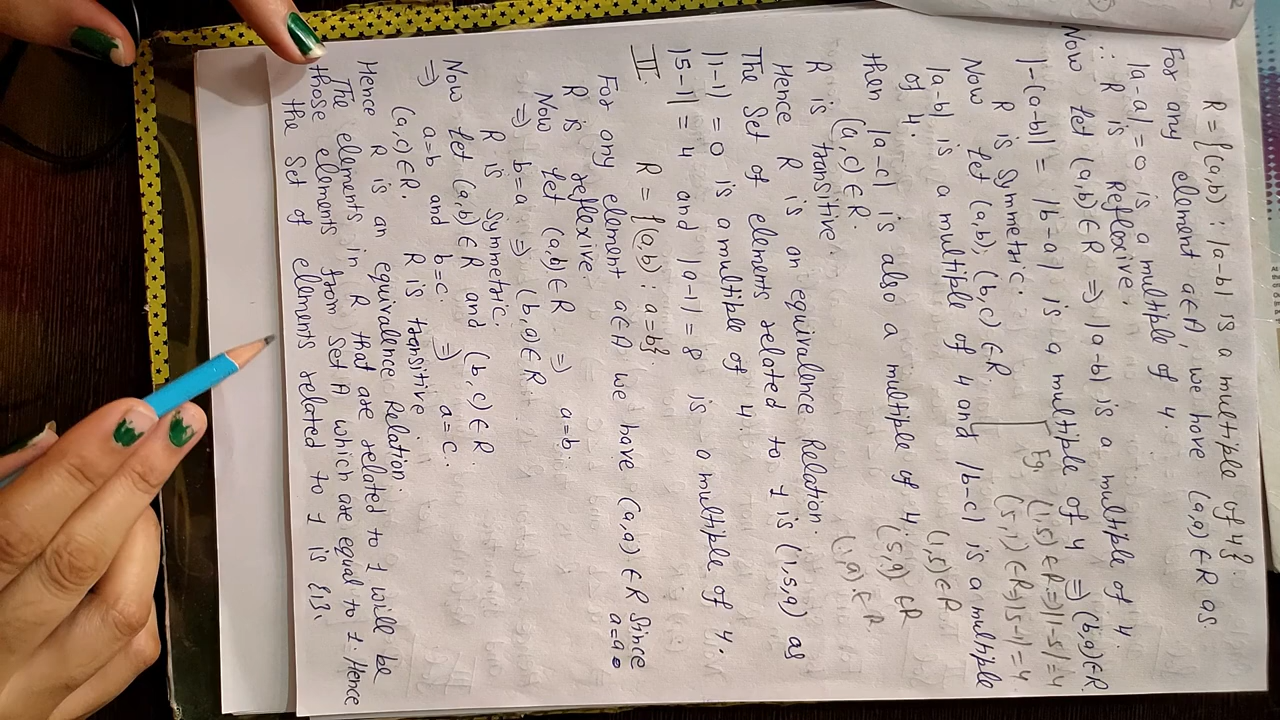 R = {(a,b) : |a-b| is a multiple of 4}.
For any element a∈A, we have (a,a) ∈ R as
|a-a| = 0 is a multiple of 4.
∴ R is Reflexive.
Now Let (a,b) ∈ R ⇒ |a-b| is a multiple of 4
|-(a-b)| = |b-a| is a multiple of 4 ⇒ (b,a)∈R
R is Symmetric.
Eg. (1,5) ∈ R ⇒ |1-5| = 4
(5,1) ∈ R ⇒ |5-1| = 4
Now Let (a,b), (b,c) ∈ R.
|a-b| is a multiple of 4 and |b-c| is a multiple
of 4.
(1,5) ∈ R
then |a-c| is also a multiple of 4. (5,9) ∈ R
(a,c) ∈ R. (1,9) ∈ R
R is transitive.
Hence R is an equivalence Relation.
The Set of elements related to 1 is (1,5,9) as
|1-1| = 0 is a multiple of 4.
|5-1| = 4 and |9-1| = 8 is a multiple of 4.
II. R = {(a,b) : a=b}
For any element a∈A we have (a,a) ∈ R Since
a=a.
R is reflexive.
Now Let (a,b) ∈ R ⇒ a=b.
⇒ b=a ⇒ (b,a) ∈ R.
R is Symmetric.
Now Let (a,b) ∈ R and (b,c) ∈ R.
⇒ a=b and b=c. ⇒ a=c.
(a,c) ∈ R. R is transitive
Hence R is an equivalence Relation.
The elements in R that are related to 1 will be
those elements from set A which are equal to 1. Hence
the Set of elements related to 1 is {1}.